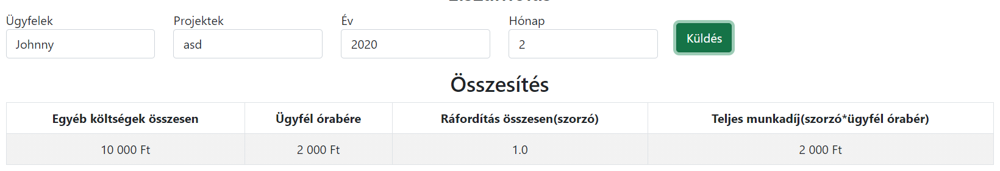 Ügyfelek Projektek Év Hónap
Johnny asd 2020 2 Küldés
Összesítés
Egyéb költségek összesen Ügyfél órabére Ráfordítás összesen(szorzó) Teljes munkadíj(szorzó*ügyfél órabér)
10 000 Ft 2 000 Ft 1.0 2 000 Ft